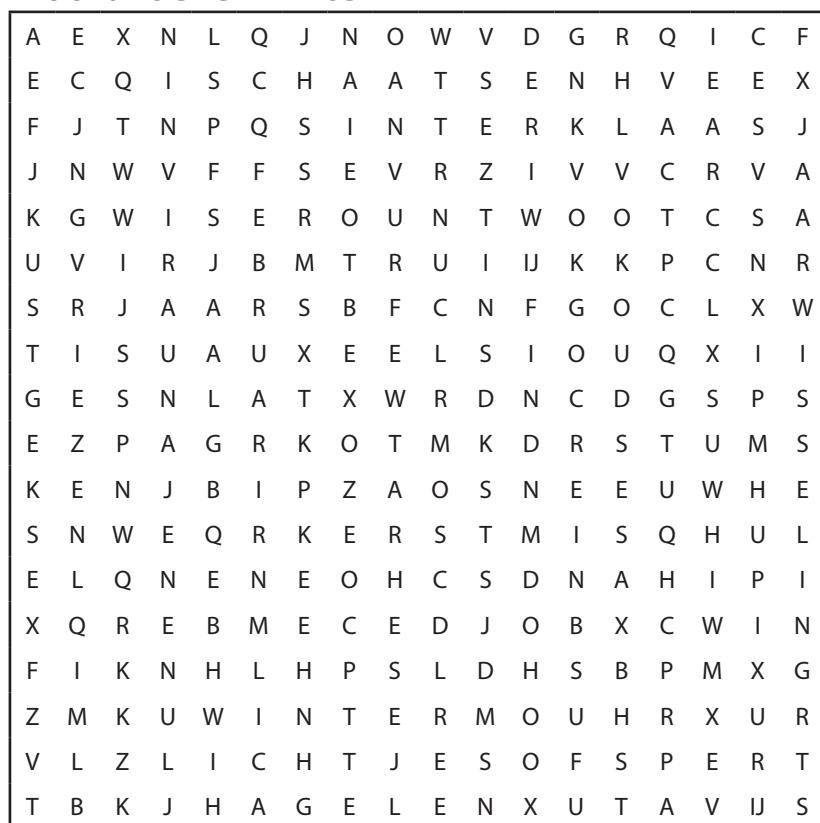 A E X N L Q J N O W V D G R Q I C F
E C Q I S C H A A T S E N H V E E X
F J T N P Q S I N T E R K L A A S J
J N W V F F S E V R Z I V V C R V A
K G W I S E R O U N T W O O T C S A
U V I R J B M T R U I IJ K K P C N R
S R J A A R S B F C N F G O C L X W
T I S U A U X E E L S I O U Q X I I
G E S N L A T X W R D N C D G S P S
E Z P A G R K O T M K D R S T U M S
K E N J B I P Z A O S N E E U W H E
S N W E Q R K E R S T M I S Q H U L
E L Q N E N E O H C S D N A H I P I
X Q R E B M E C E D J O B X C W I N
F I K N H L H P S L D H S B P M X G
Z M K U W I N T E R M O U H R X U R
V L Z L I C H T J E S O F S P E R T
T B K J H A G E L E N X U T A V IJ S